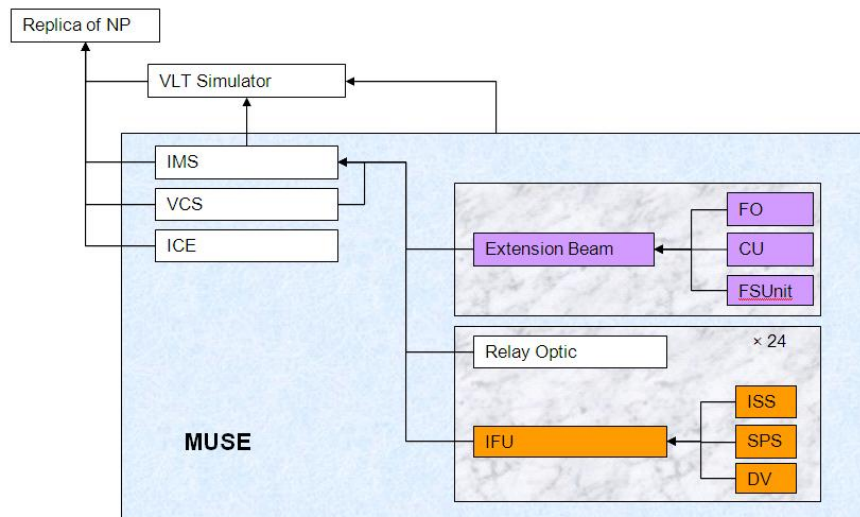 Replica of NP
VLT Simulator
IMS
VCS
ICE
FO
Extension Beam
CU
FSUnit
× 24
Relay Optic
ISS
MUSE
IFU
SPS
DV